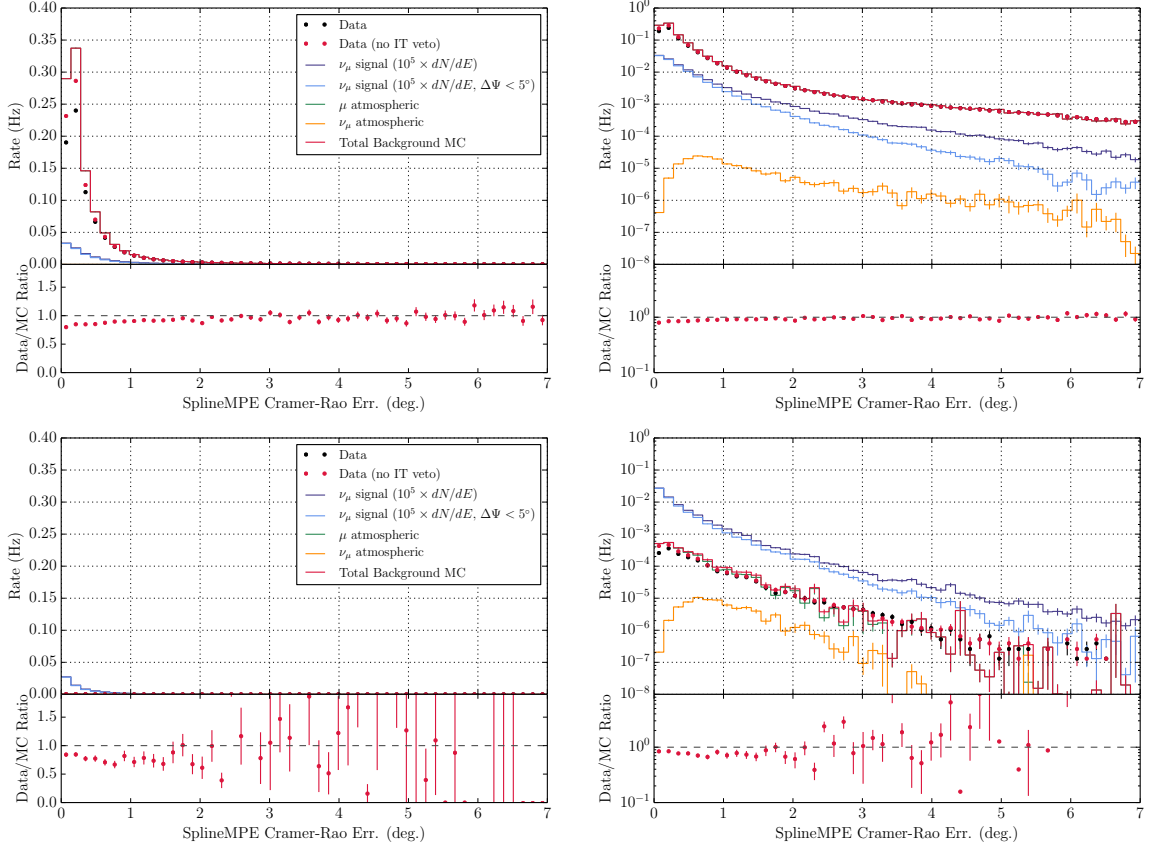 0.40
0.35
0.30
0.25
0.20
0.15
0.10
0.05
0.00
Rate (Hz)
Data
Data (no IT veto)
νμ signal (10⁵ × dN/dE)
νμ signal (10⁵ × dN/dE, ΔΨ < 5°)
μ atmospheric
νμ atmospheric
Total Background MC
1.5
1.0
0.5
0.0
Data/MC Ratio
0 1 2 3 4 5 6 7
SplineMPE Cramer-Rao Err. (deg.)
10⁰
10⁻¹
10⁻²
10⁻³
10⁻⁴
10⁻⁵
10⁻⁶
10⁻⁷
10⁻⁸
Rate (Hz)
10⁰
10⁻¹
Data/MC Ratio
0 1 2 3 4 5 6 7
SplineMPE Cramer-Rao Err. (deg.)
0.40
0.35
0.30
0.25
0.20
0.15
0.10
0.05
0.00
Rate (Hz)
Data
Data (no IT veto)
νμ signal (10⁵ × dN/dE)
νμ signal (10⁵ × dN/dE, ΔΨ < 5°)
μ atmospheric
νμ atmospheric
Total Background MC
1.5
1.0
0.5
0.0
Data/MC Ratio
0 1 2 3 4 5 6 7
SplineMPE Cramer-Rao Err. (deg.)
10⁰
10⁻¹
10⁻²
10⁻³
10⁻⁴
10⁻⁵
10⁻⁶
10⁻⁷
10⁻⁸
Rate (Hz)
10⁰
10⁻¹
Data/MC Ratio
0 1 2 3 4 5 6 7
SplineMPE Cramer-Rao Err. (deg.)